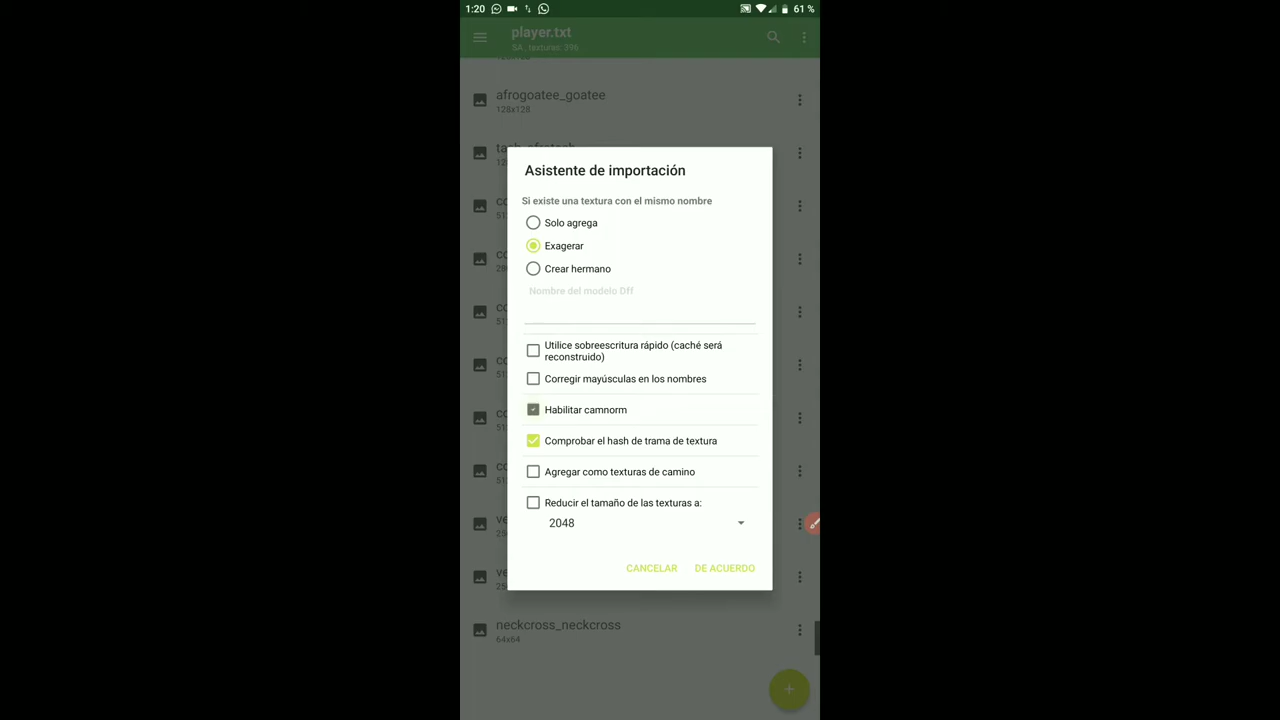 1:20
61 %
player.txt
SA , texturas: 396
afrogoatee_goatee
128x128
Asistente de importación
Si existe una textura con el mismo nombre
Solo agrega
Exagerar
Crear hermano
Nombre del modelo Dff
Utilice sobreescritura rápido (caché será
reconstruido)
Corregir mayúsculas en los nombres
Habilitar camnorm
Comprobar el hash de trama de textura
Agregar como texturas de camino
Reducir el tamaño de las texturas a:
2048
CANCELAR
DE ACUERDO
neckcross_neckcross
64x64